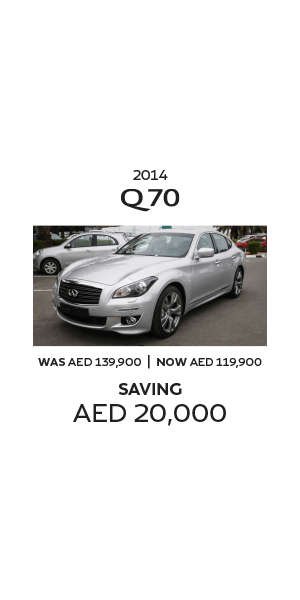 2014
Q70
WAS AED 139,900 | NOW AED 119,900
SAVING
AED 20,000